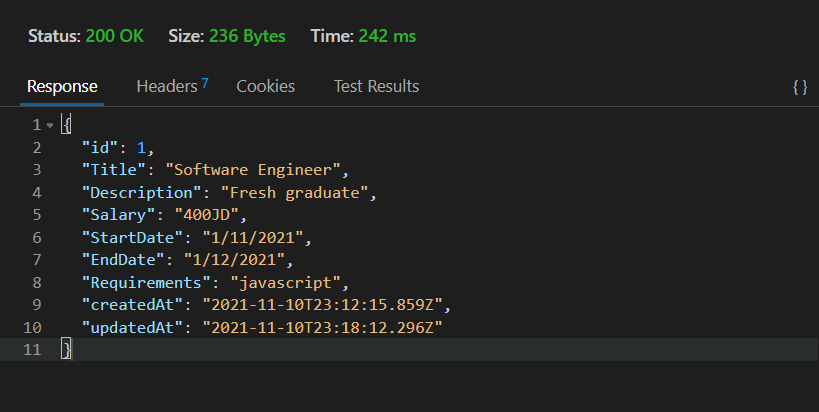 Status: 200 OK Size: 236 Bytes Time: 242 ms
Response Headers 7 Cookies Test Results { }
1 {
2 "id": 1,
3 "Title": "Software Engineer",
4 "Description": "Fresh graduate",
5 "Salary": "400JD",
6 "StartDate": "1/11/2021",
7 "EndDate": "1/12/2021",
8 "Requirements": "javascript",
9 "createdAt": "2021-11-10T23:12:15.859Z",
10 "updatedAt": "2021-11-10T23:18:12.296Z"
11 }